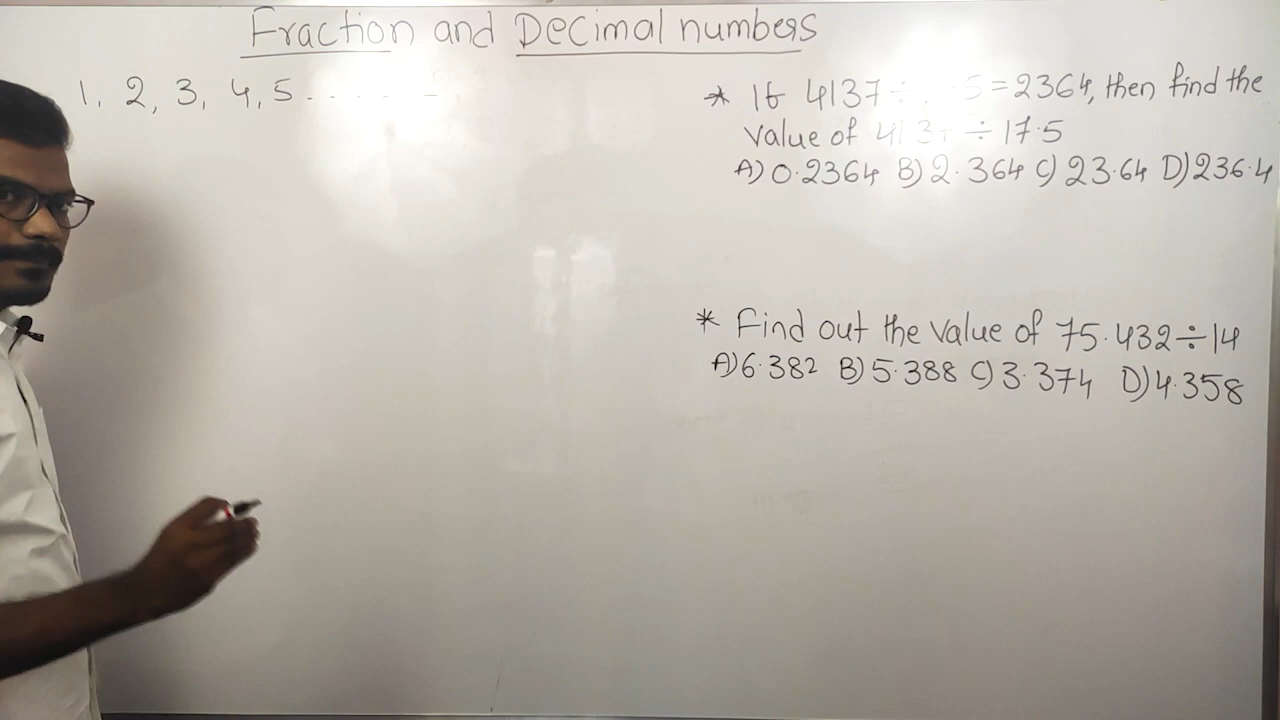 Fraction and Decimal numbers
1, 2, 3, 4, 5 . . . . - -
* If 4137 ÷ 5 = 2364, then find the
value of 413 ÷ 17.5
A) 0.2364 B) 2.364 C) 23.64 D) 236.4
* Find out the value of 75.432 ÷ 14
A) 6.382 B) 5.388 C) 3.374 D) 4.358